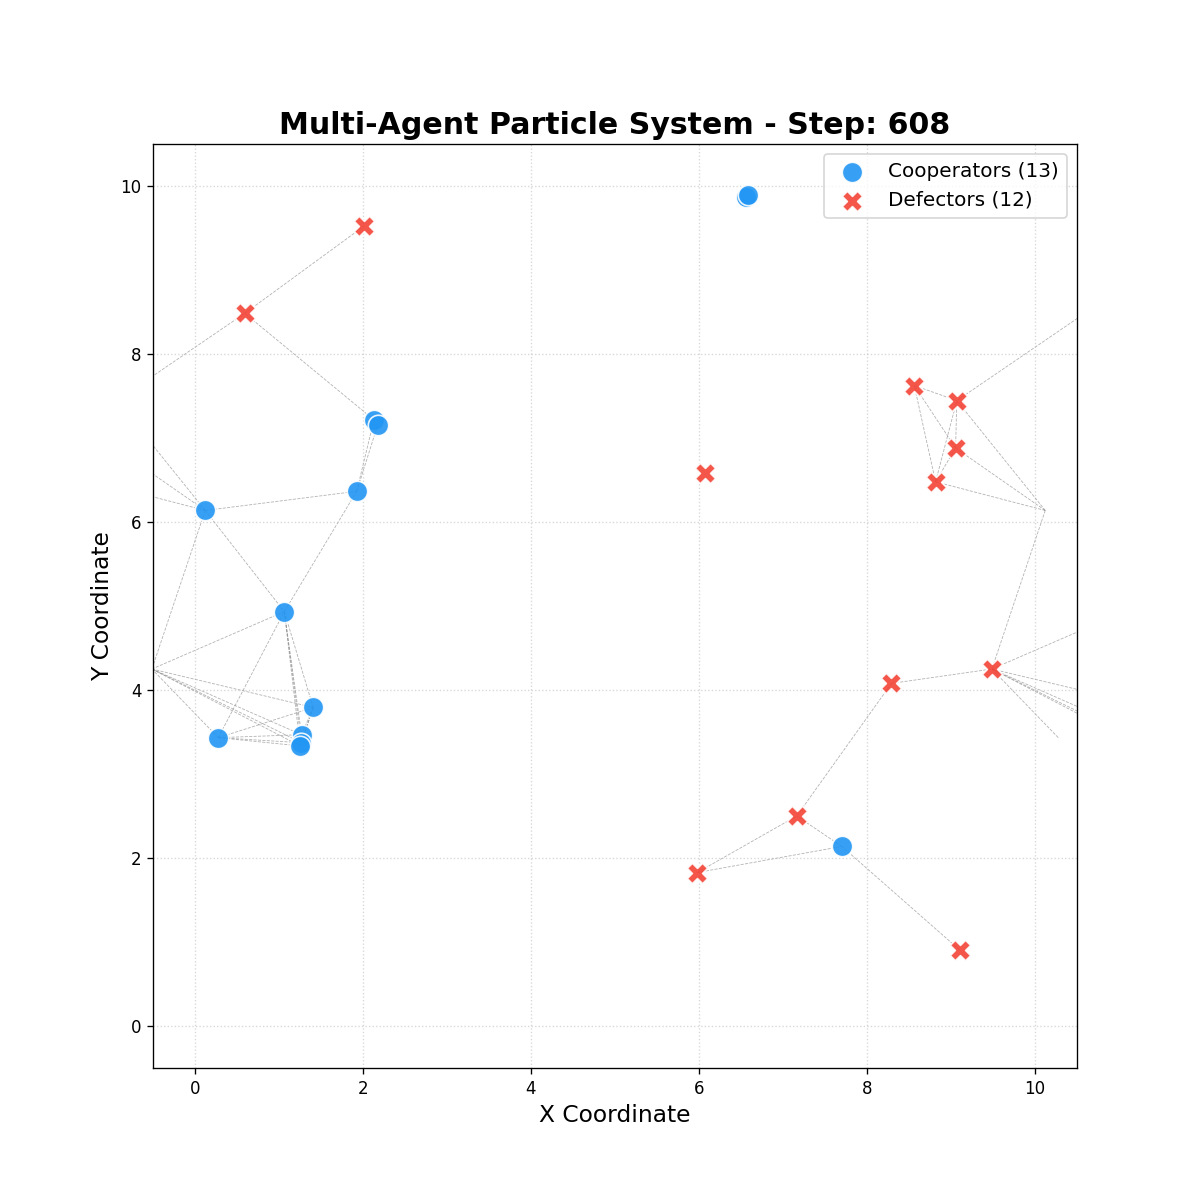 Multi-Agent Particle System - Step: 608
Cooperators (13)
Defectors (12)
10
8
6
4
2
0
Y Coordinate
0 2 4 6 8 10
X Coordinate